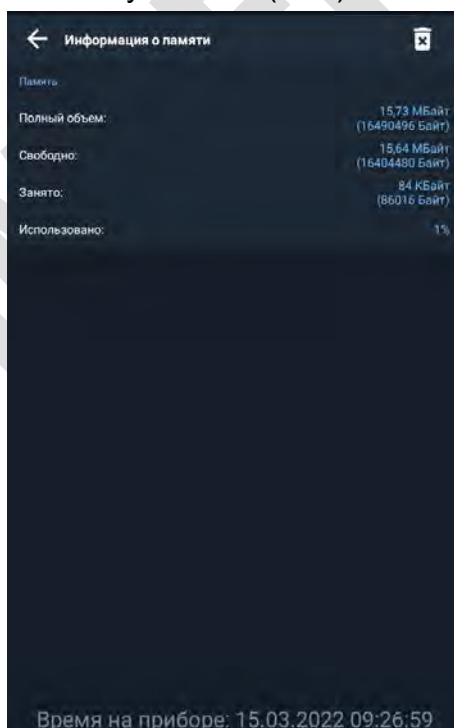 Информация о памяти
Память
Полный объем:
15,73 МБайт
(16490496 Байт)
Свободно:
15,64 МБайт
(16404480 Байт)
Занято:
84 КБайт
(86016 Байт)
Использовано:
1%
Время на приборе: 15.03.2022 09:26:59